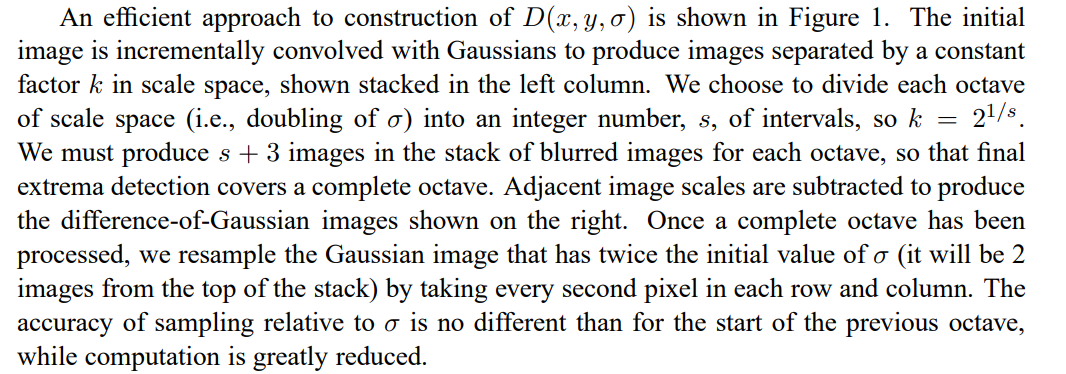 An efficient approach to construction of D(x, y, σ) is shown in Figure 1. The initial
image is incrementally convolved with Gaussians to produce images separated by a constant
factor k in scale space, shown stacked in the left column. We choose to divide each octave
of scale space (i.e., doubling of σ) into an integer number, s, of intervals, so k = 2^{1/s}.
We must produce s + 3 images in the stack of blurred images for each octave, so that final
extrema detection covers a complete octave. Adjacent image scales are subtracted to produce
the difference-of-Gaussian images shown on the right. Once a complete octave has been
processed, we resample the Gaussian image that has twice the initial value of σ (it will be 2
images from the top of the stack) by taking every second pixel in each row and column. The
accuracy of sampling relative to σ is no different than for the start of the previous octave,
while computation is greatly reduced.